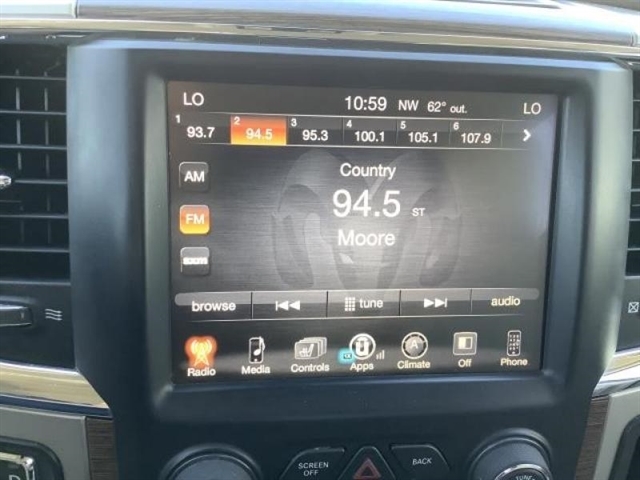 LO 10:59 NW 62° out. LO
1 93.7 2 94.5 3 95.3 4 100.1 5 105.1 6 107.9
AM
Country
FM
94.5 ST
Moore
sxm
browse tune audio
Radio Media Controls Apps Climate Off Phone
SCREEN OFF
BACK
TUNE